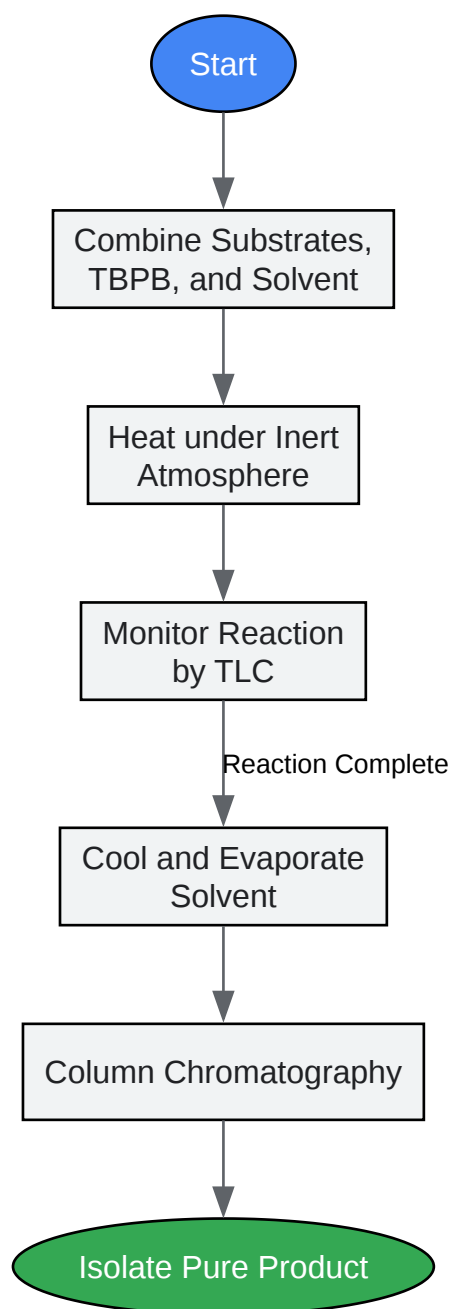 Start
Combine Substrates,
TBPB, and Solvent
Heat under Inert
Atmosphere
Monitor Reaction
by TLC
Reaction Complete
Cool and Evaporate
Solvent
Column Chromatography
Isolate Pure Product